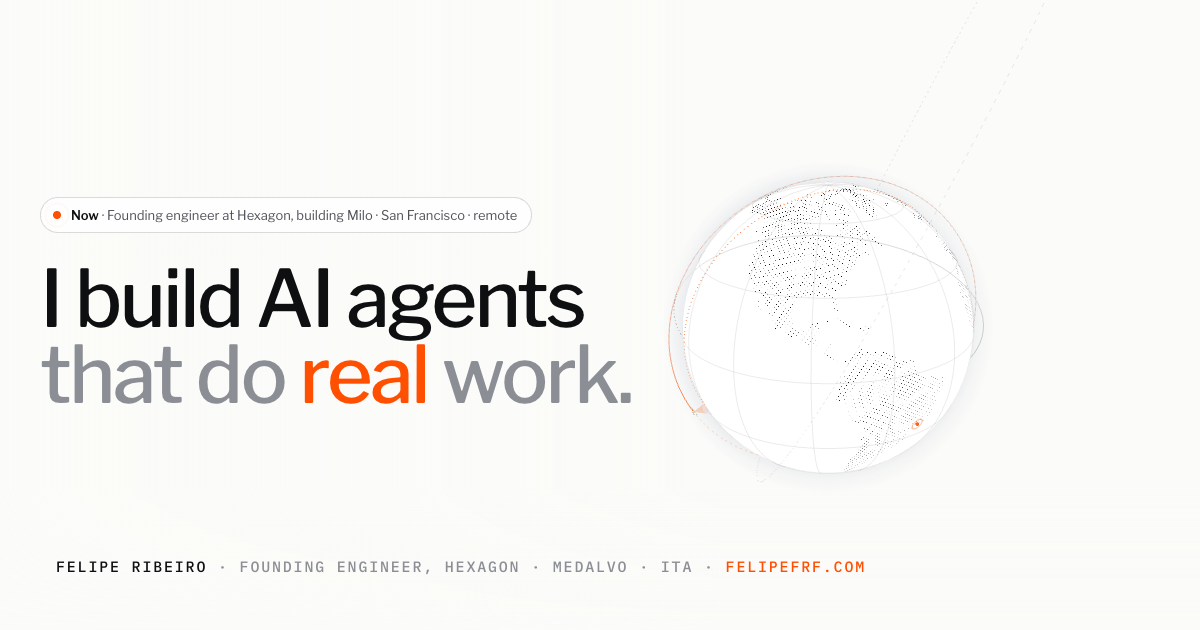 Now · Founding engineer at Hexagon, building Milo · San Francisco · remote
I build AI agents
that do real work.
FELIPE RIBEIRO · FOUNDING ENGINEER, HEXAGON · MEDALVO · ITA · FELIPEFRF.COM